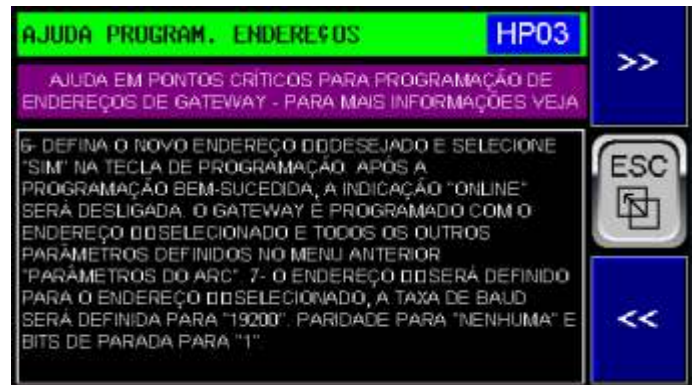 AJUDA PROGRAM. ENDEREÇOS
HP03
>>
AJUDA EM PONTOS CRÍTICOS PARA PROGRAMAÇÃO DE
ENDEREÇOS DE GATEWAY - PARA MAIS INFORMAÇÕES VEJA
6- DEFINA O NOVO ENDEREÇO □□□DESEJADO E SELECIONE
"SIM" NA TECLA DE PROGRAMAÇÃO. APÓS A
PROGRAMAÇÃO BEM-SUCEDIDA, A INDICAÇÃO "ONLINE"
SERÁ DESLIGADA. O GATEWAY É PROGRAMADO COM O
ENDEREÇO □□SELECIONADO E TODOS OS OUTROS
PARÂMETROS DEFINIDOS NO MENU ANTERIOR
"PARÂMETROS DO ARC". 7- O ENDEREÇO □□SERÁ DEFINIDO
PARA O ENDEREÇO □□SELECIONADO, A TAXA DE BAUD
SERÁ DEFINIDA PARA "19200". PARIDADE PARA "NENHUMA" E
BITS DE PARADA PARA "1"
ESC
<<